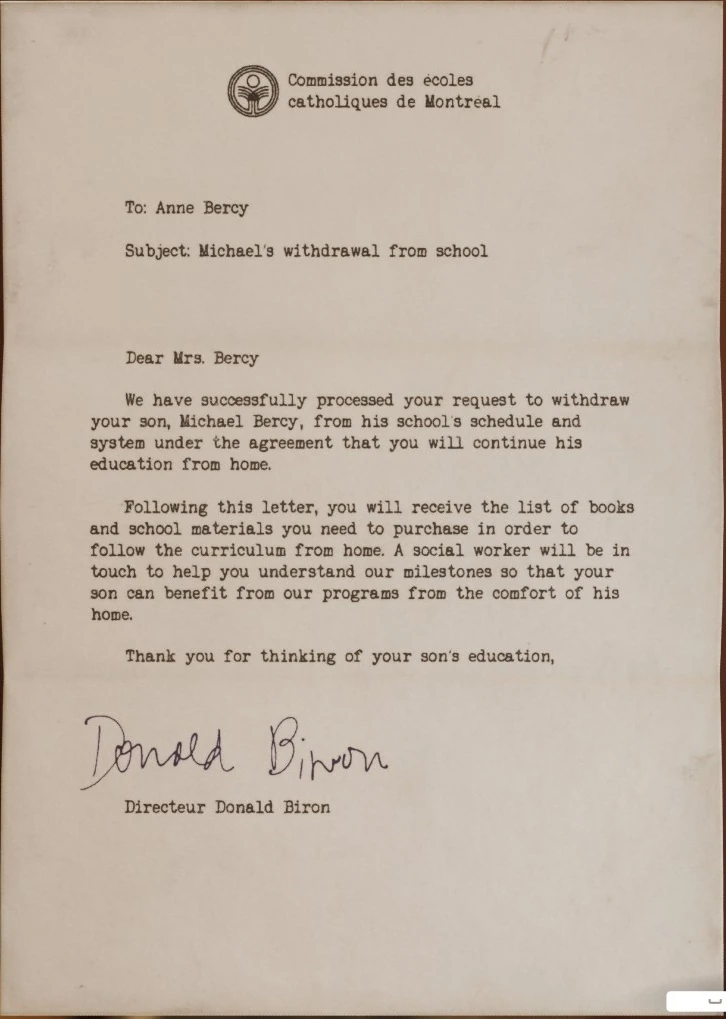 Commission des écoles
catholiques de Montréal
To: Anne Bercy
Subject: Michael's withdrawal from school
Dear Mrs. Bercy
We have successfully processed your request to withdraw
your son, Michael Bercy, from his school's schedule and
system under the agreement that you will continue his
education from home.
Following this letter, you will receive the list of books
and school materials you need to purchase in order to
follow the curriculum from home. A social worker will be in
touch to help you understand our milestones so that your
son can benefit from our programs from the comfort of his
home.
Thank you for thinking of your son's education,
Donald Biron
Directeur Donald Biron